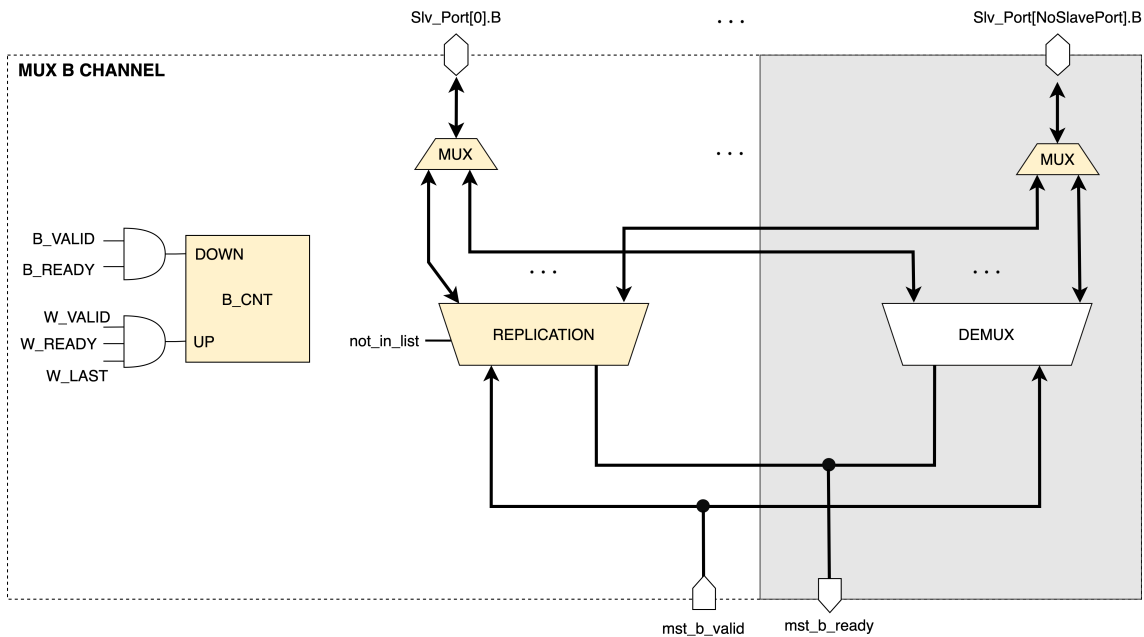 Slv_Port[0].B
. . .
Slv_Port[NoSlavePort].B
MUX B CHANNEL
MUX
. . .
MUX
B_VALID
B_READY
DOWN
B_CNT
W_VALID
W_READY
W_LAST
UP
. . .
. . .
not_in_list
REPLICATION
DEMUX
mst_b_valid
mst_b_ready